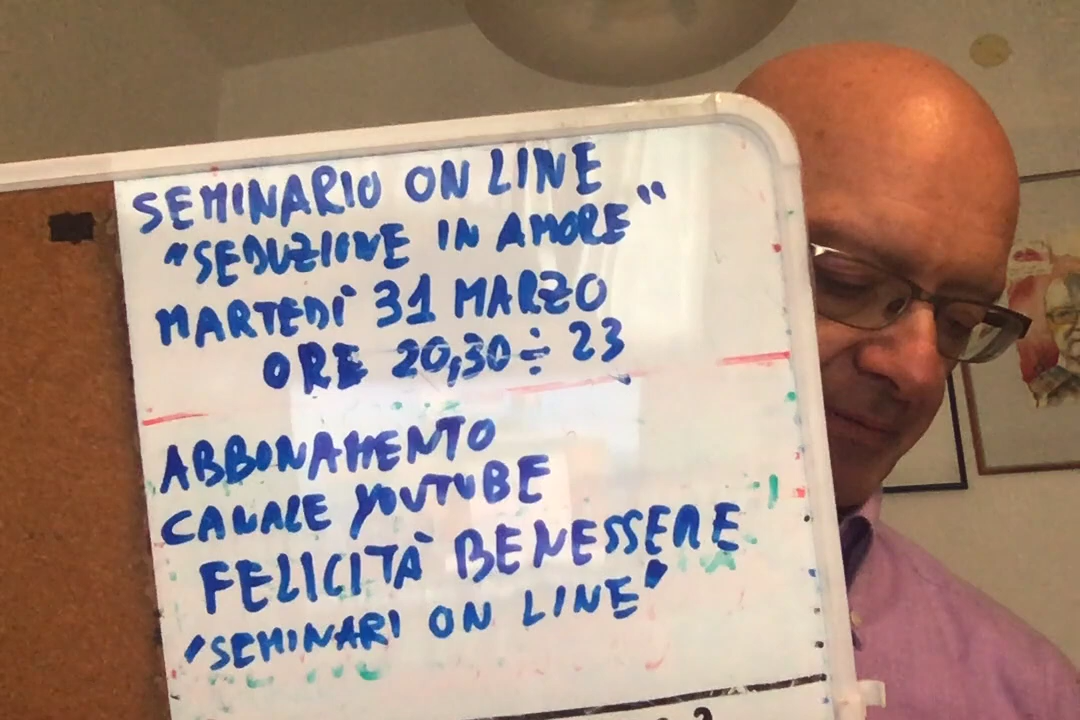 SEMINARIO ON LINE
"SEDUZIONE IN AMORE"
MARTEDÌ 31 MARZO
ORE 20,30 ÷ 23
ABBONAMENTO
CANALE YOUTUBE
FELICITÀ BENESSERE
"SEMINARI ON LINE"